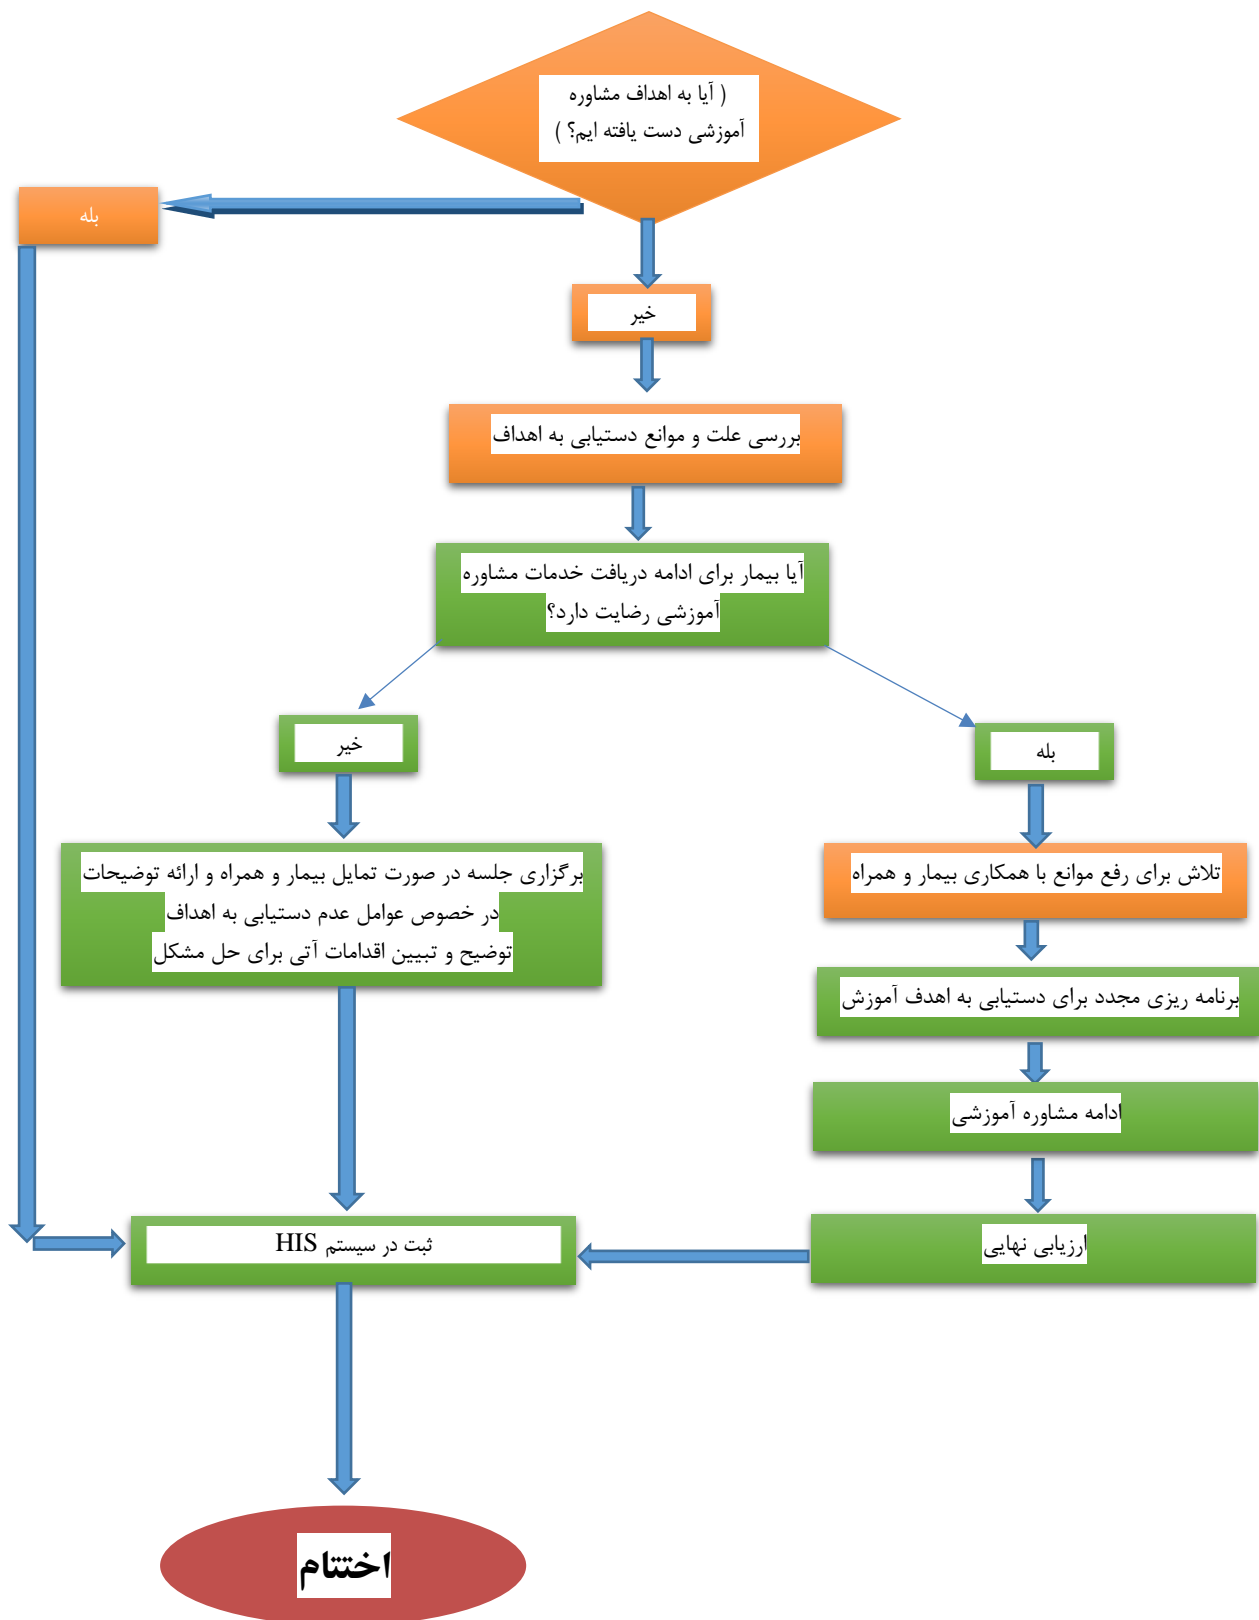 ( آیا به اهداف مشاوره
آموزشی دست یافته ایم؟ )
بله
خیر
بررسی علت و موانع دستیابی به اهداف
آیا بیمار برای ادامه دریافت خدمات مشاوره
آموزشی رضایت دارد؟
خیر
بله
برگزاری جلسه در صورت تمایل بیمار و همراه و ارائه توضیحات
در خصوص عوامل عدم دستیابی به اهداف
توضیح و تبیین اقدامات آتی برای حل مشکل
تلاش برای رفع موانع با همکاری بیمار و همراه
برنامه ریزی مجدد برای دستیابی به اهدف آموزش
ادامه مشاوره آموزشی
ارزیابی نهایی
ثبت در سیستم HIS
اختتام